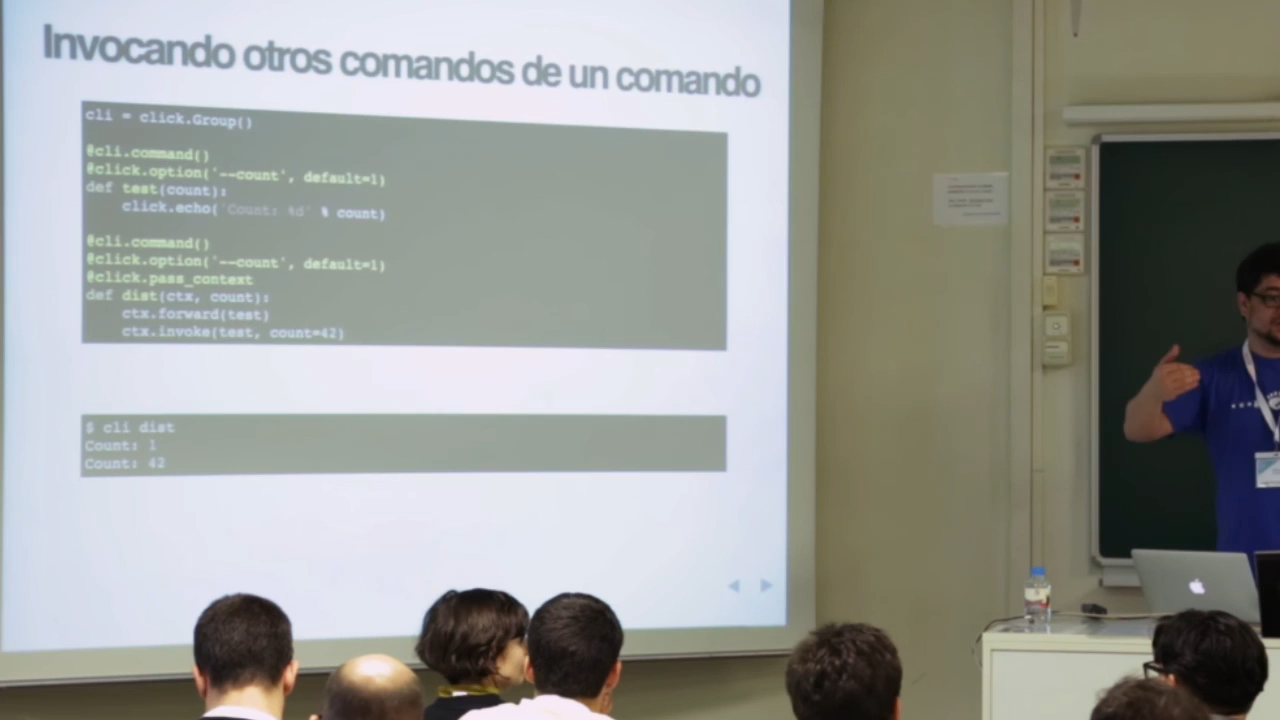 Invocando otros comandos de un comando
cli = click.Group()
@cli.command()
@click.option('--count', default=1)
def test(count):
    click.echo('Count: %d' % count)
@cli.command()
@click.option('--count', default=1)
@click.pass_context
def dist(ctx, count):
    ctx.forward(test)
    ctx.invoke(test, count=42)
$ cli dist
Count: 1
Count: 42